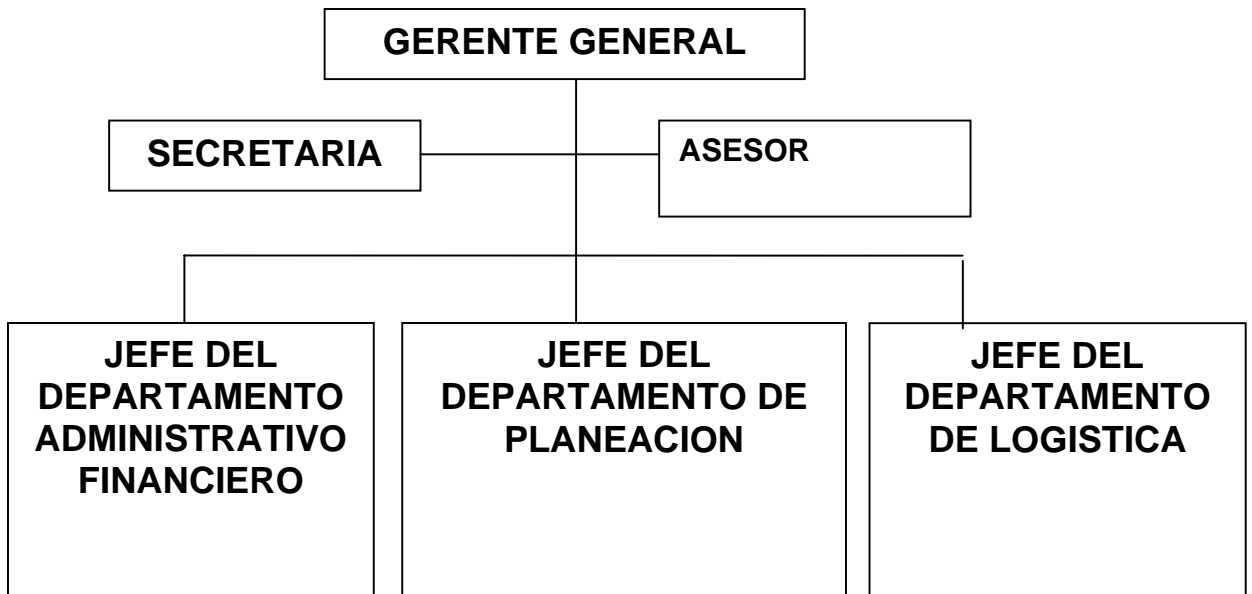 GERENTE GENERAL
SECRETARIA
ASESOR
JEFE DEL
DEPARTAMENTO
ADMINISTRATIVO
FINANCIERO
JEFE DEL
DEPARTAMENTO DE
PLANEACION
JEFE DEL
DEPARTAMENTO
DE LOGISTICA